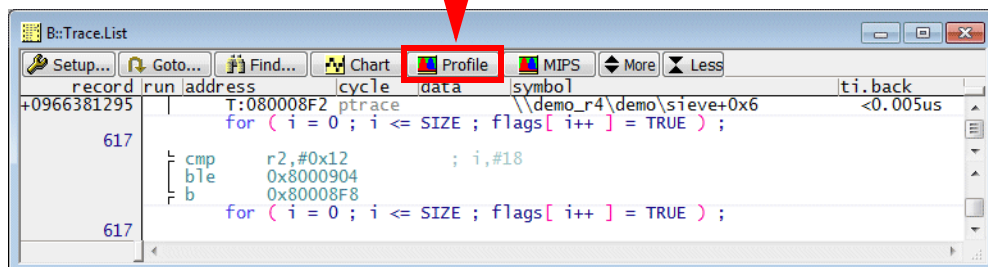 B::Trace.List
Setup... Goto... Find... Chart Profile MIPS More Less
record run address cycle data symbol ti.back
+0966381295 T:080008F2 ptrace \\demo_r4\demo\sieve+0x6 <0.005us
for ( i = 0 ; i <= SIZE ; flags[ i++ ] = TRUE ) ;
617
cmp r2,#0x12 ; i,#18
ble 0x8000904
b 0x80008F8
for ( i = 0 ; i <= SIZE ; flags[ i++ ] = TRUE ) ;
617